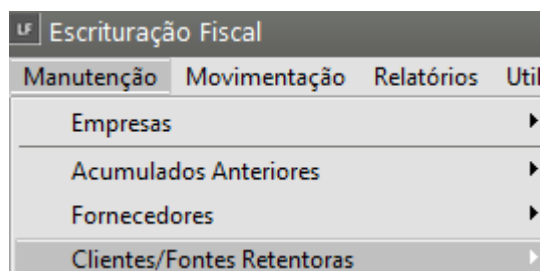 LF Escrituração Fiscal
Manutenção Movimentação Relatórios
Empresas
Acumulados Anteriores
Fornecedores
Clientes/Fontes Retentoras